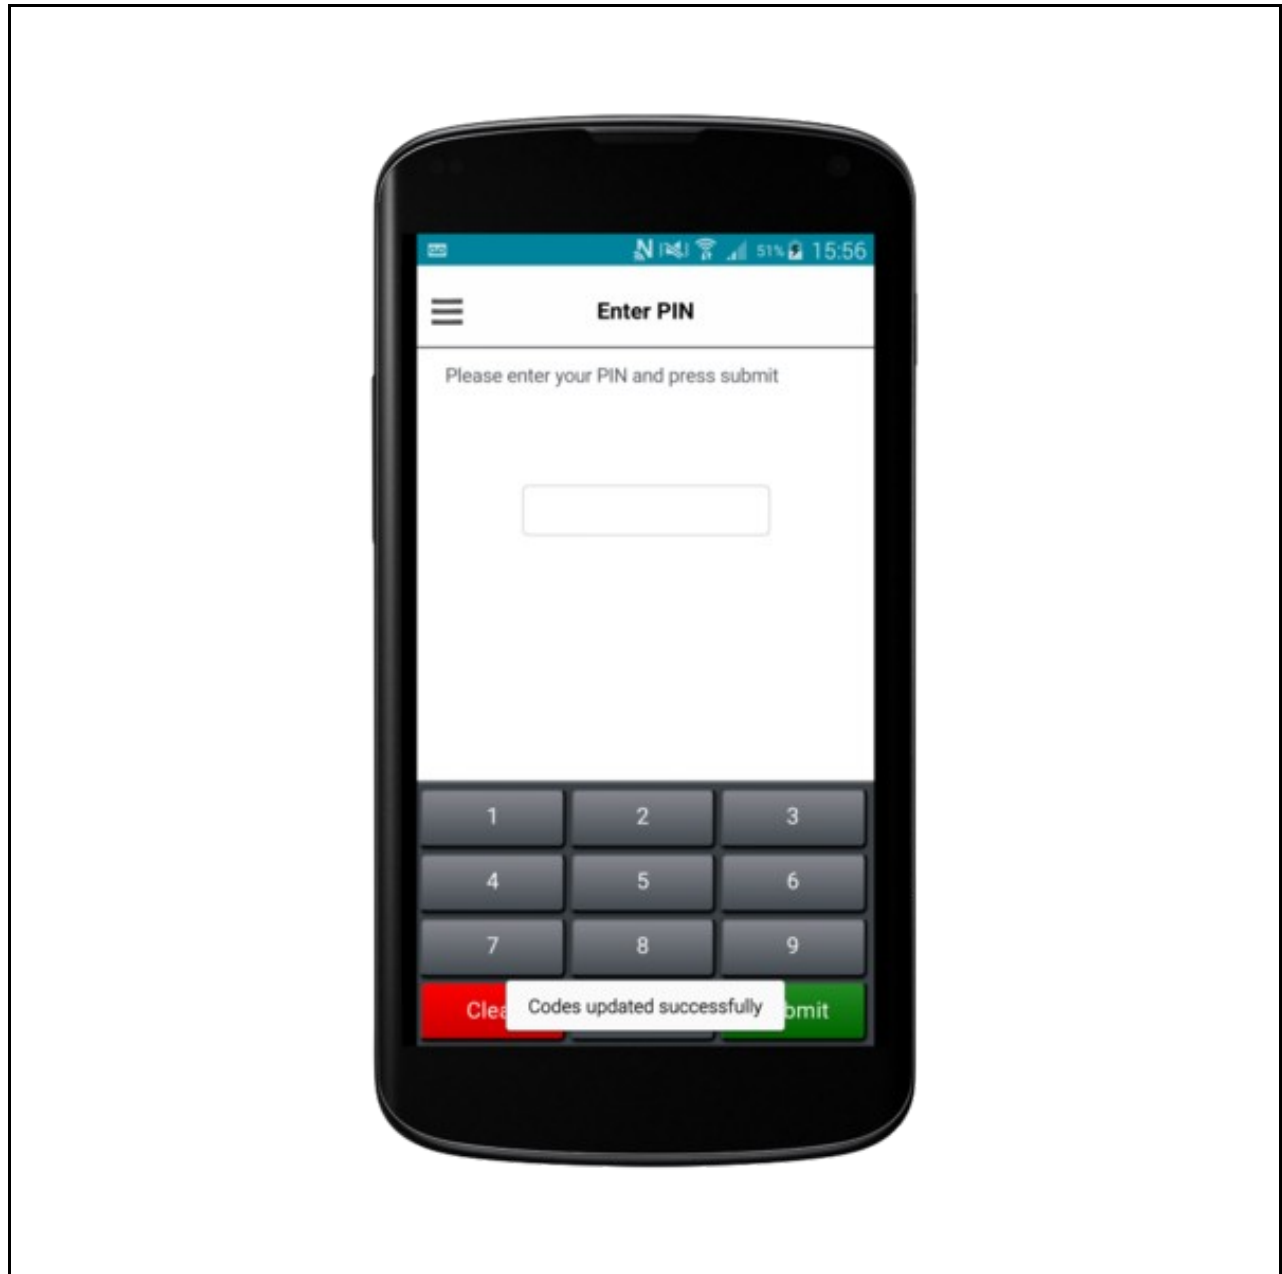 51% 15:56
Enter PIN
Please enter your PIN and press submit
1 2 3
4 5 6
7 8 9
Codes updated successfully